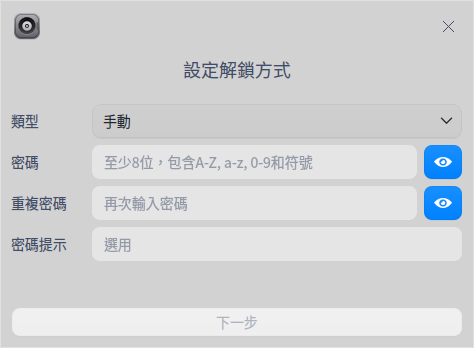 設定解鎖方式
類型
手動
密碼
至少8位，包含A-Z, a-z, 0-9和符號
重複密碼
再次輸入密碼
密碼提示
選用
下一步